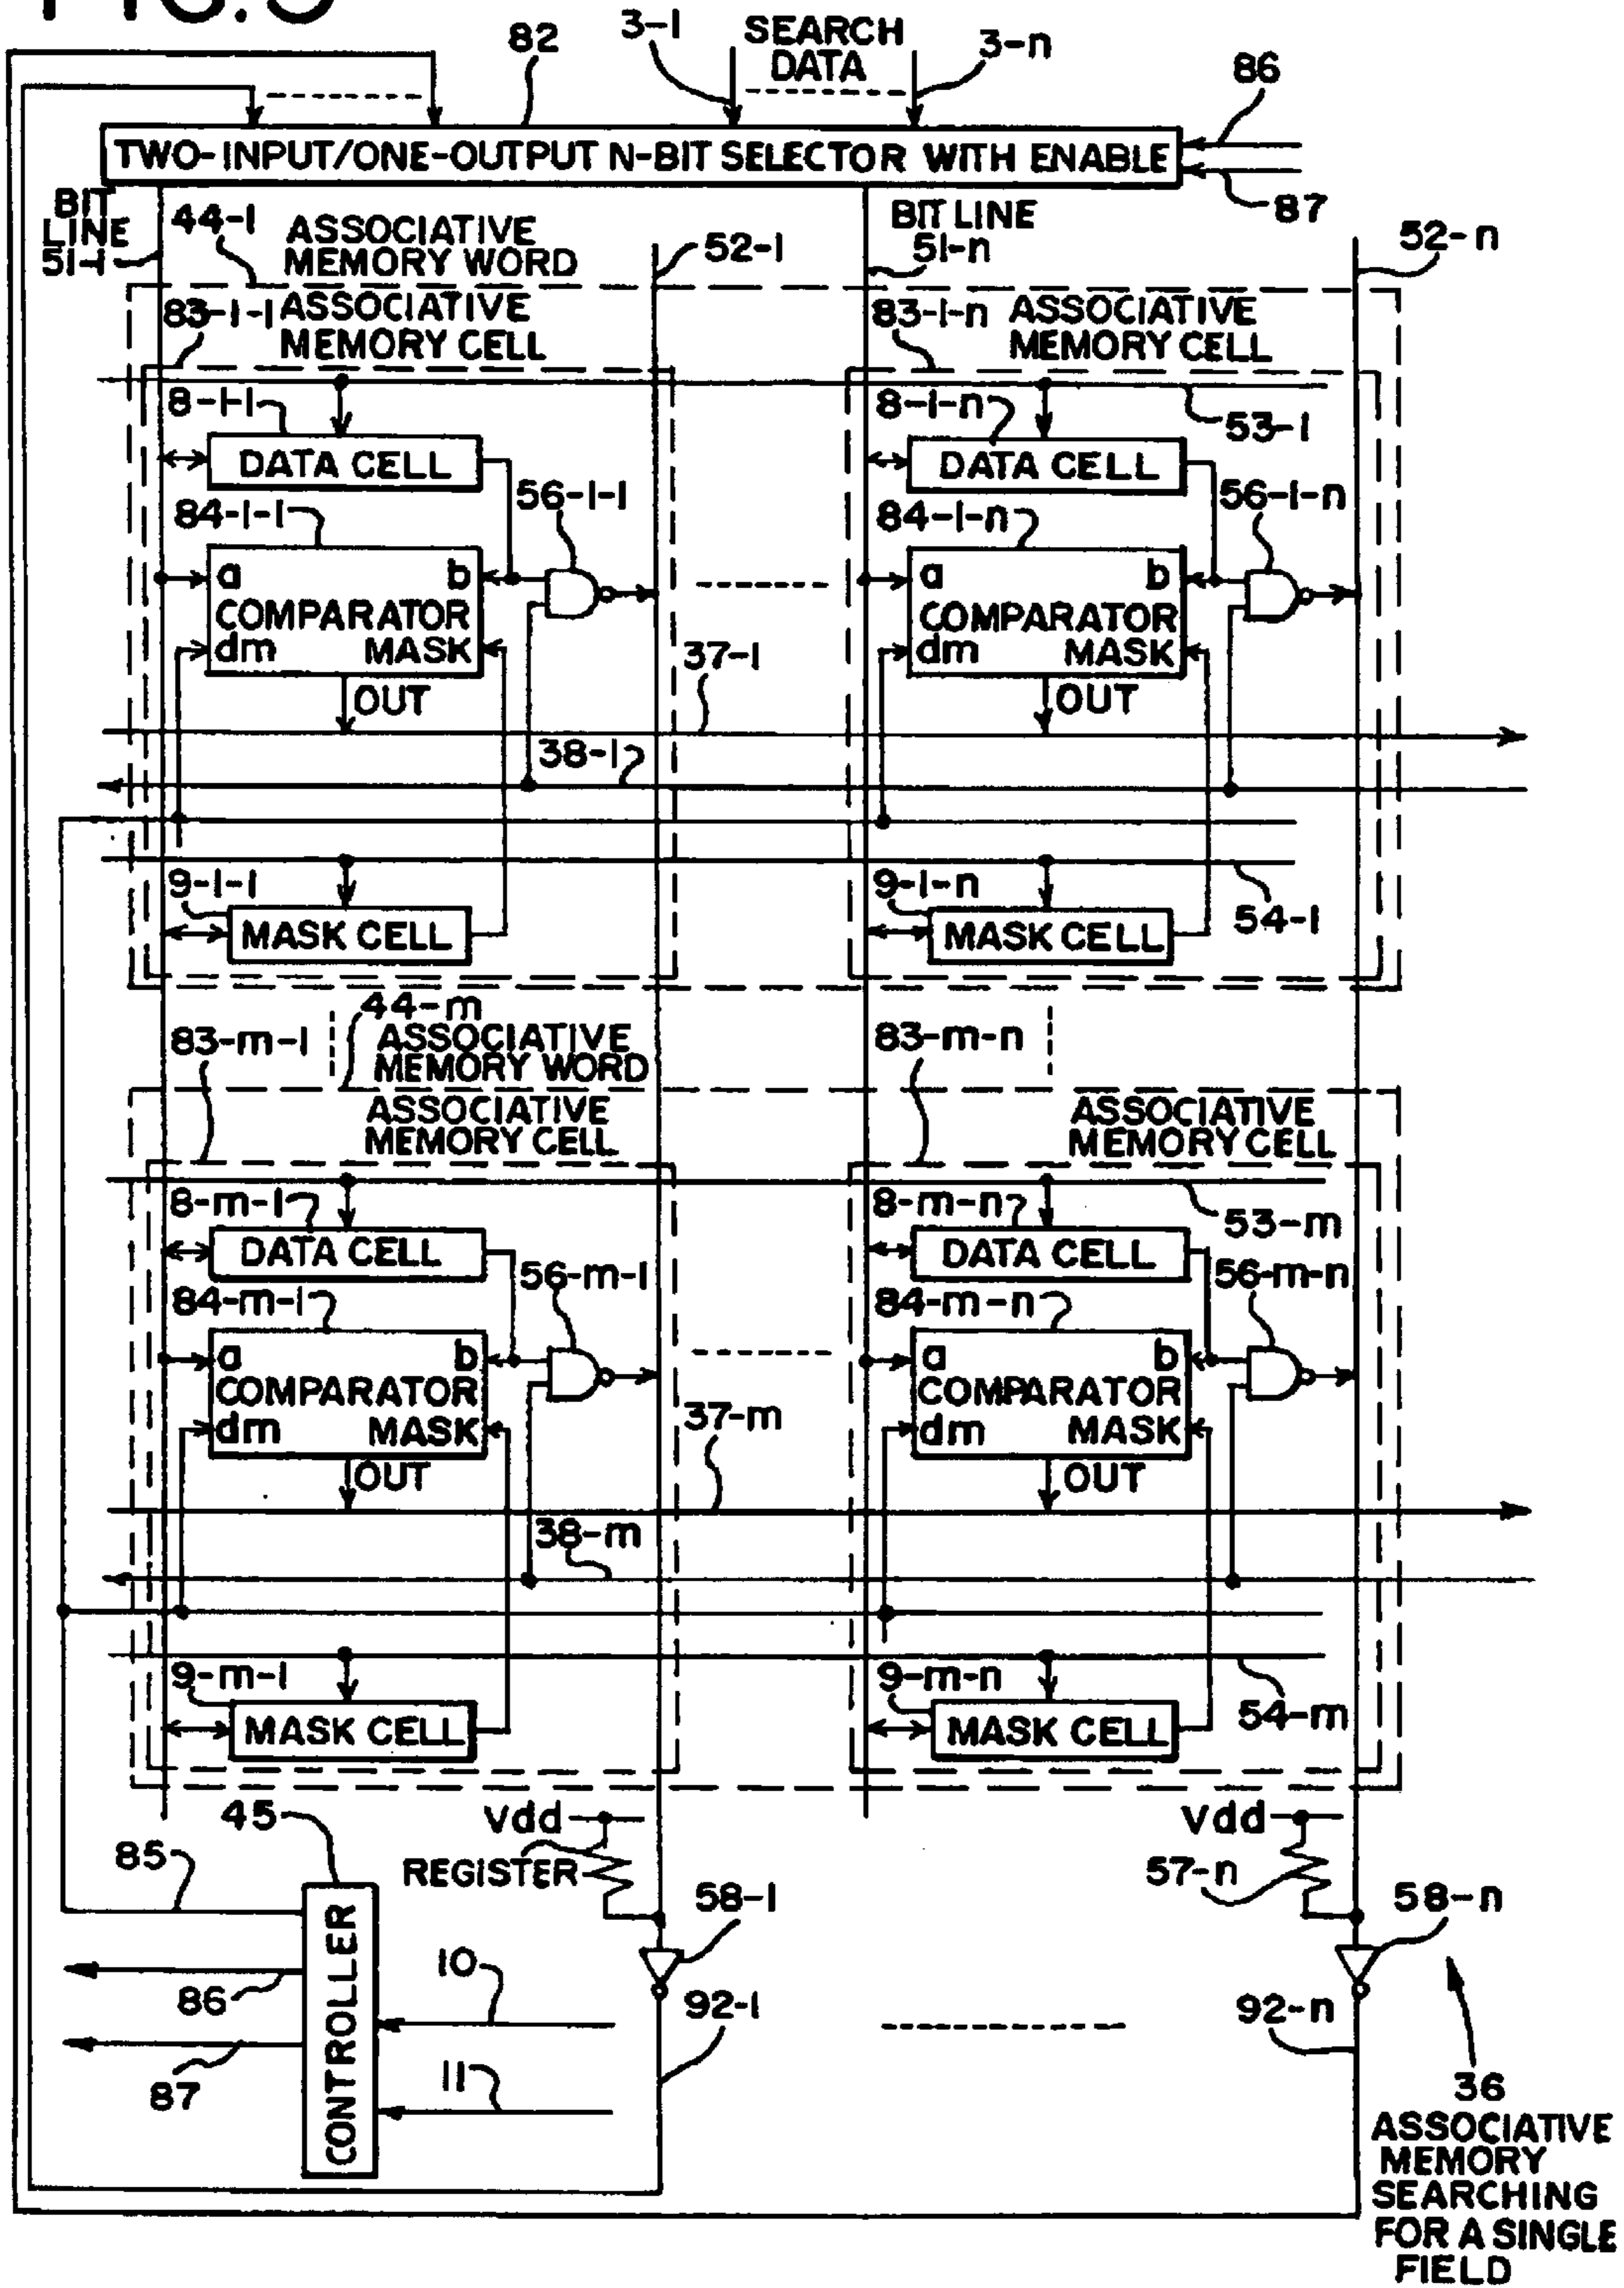 82
3-1
SEARCH
DATA
3-n
86
TWO-INPUT/ONE-OUTPUT N-BIT SELECTOR WITH ENABLE
87
BIT
LINE
51-1
44-1
ASSOCIATIVE
MEMORY WORD
52-1
BIT LINE
51-n
52-n
83-1-1
ASSOCIATIVE
MEMORY CELL
83-1-n
ASSOCIATIVE
MEMORY CELL
8-1-1
8-1-n
53-1
DATA CELL
DATA CELL
56-1-1
56-1-n
84-1-1
84-1-n
a b
COMPARATOR
dm MASK
a b
COMPARATOR
dm MASK
37-1
OUT
OUT
38-1
9-1-1
9-1-n
54-1
MASK CELL
MASK CELL
44-m
ASSOCIATIVE
MEMORY WORD
83-m-1
83-m-n
ASSOCIATIVE
MEMORY CELL
ASSOCIATIVE
MEMORY CELL
8-m-1
8-m-n
53-m
DATA CELL
DATA CELL
56-m-1
56-m-n
84-m-1
84-m-n
a b
COMPARATOR
dm MASK
a b
COMPARATOR
dm MASK
37-m
OUT
OUT
38-m
9-m-1
9-m-n
54-m
MASK CELL
MASK CELL
45
Vdd
Vdd
85
REGISTER
57-n
58-1
58-n
CONTROLLER
10
86
92-1
92-n
11
87
36
ASSOCIATIVE
MEMORY
SEARCHING
FOR A SINGLE
FIELD